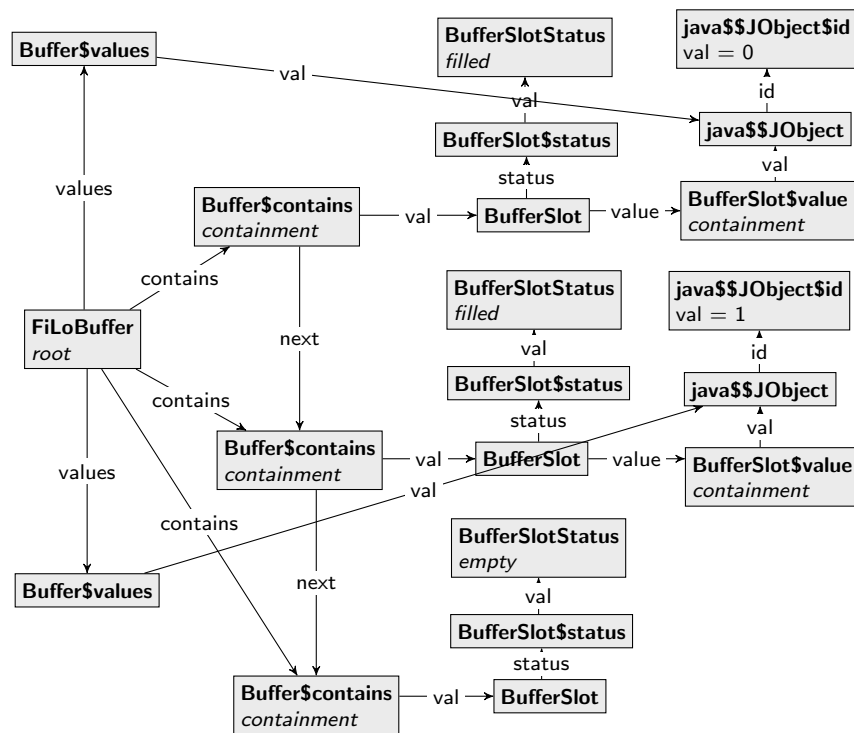 BufferSlotStatus
filled
java$$JObject$id
val = 0
Buffer$values
val
val
id
BufferSlot$status
java$$JObject
values
status
val
Buffer$contains
containment
val
BufferSlot
value
BufferSlot$value
containment
contains
BufferSlotStatus
filled
java$$JObject$id
val = 1
FiLoBuffer
root
next
val
id
contains
BufferSlot$status
java$$JObject
status
val
Buffer$contains
containment
val
BufferSlot
value
BufferSlot$value
containment
values
val
contains
BufferSlotStatus
empty
Buffer$values
next
val
BufferSlot$status
status
Buffer$contains
containment
val
BufferSlot